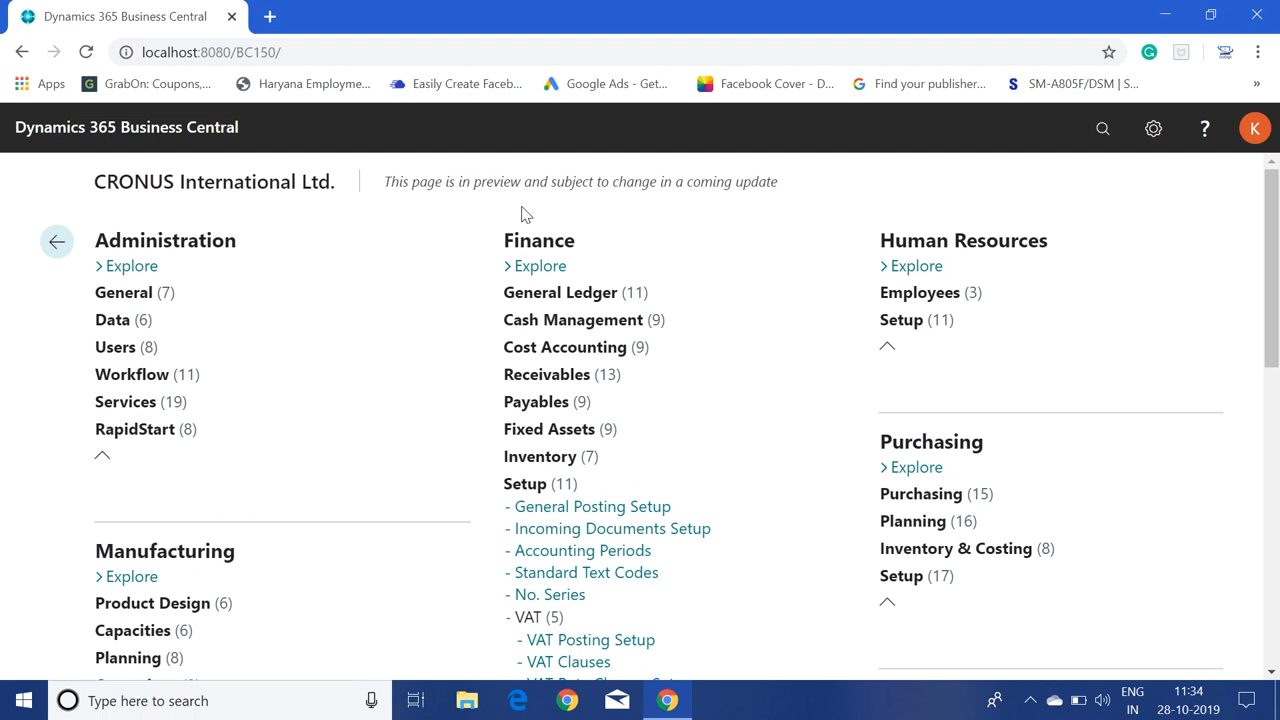 Dynamics 365 Business Central
localhost:8080/BC150/
Apps
GrabOn: Coupons,...
Haryana Employme...
Easily Create Faceb...
Google Ads - Get...
Facebook Cover - D...
Find your publisher...
SM-A805F/DSM | S...
»
Dynamics 365 Business Central
?
K
CRONUS International Ltd.
This page is in preview and subject to change in a coming update
Administration
> Explore
General (7)
Data (6)
Users (8)
Workflow (11)
Services (19)
RapidStart (8)
Manufacturing
> Explore
Product Design (6)
Capacities (6)
Planning (8)
Finance
> Explore
General Ledger (11)
Cash Management (9)
Cost Accounting (9)
Receivables (13)
Payables (9)
Fixed Assets (9)
Inventory (7)
Setup (11)
- General Posting Setup
- Incoming Documents Setup
- Accounting Periods
- Standard Text Codes
- No. Series
- VAT (5)
- VAT Posting Setup
- VAT Clauses
Human Resources
> Explore
Employees (3)
Setup (11)
Purchasing
> Explore
Purchasing (15)
Planning (16)
Inventory & Costing (8)
Setup (17)
Type here to search
ENG
IN
11:34
28-10-2019